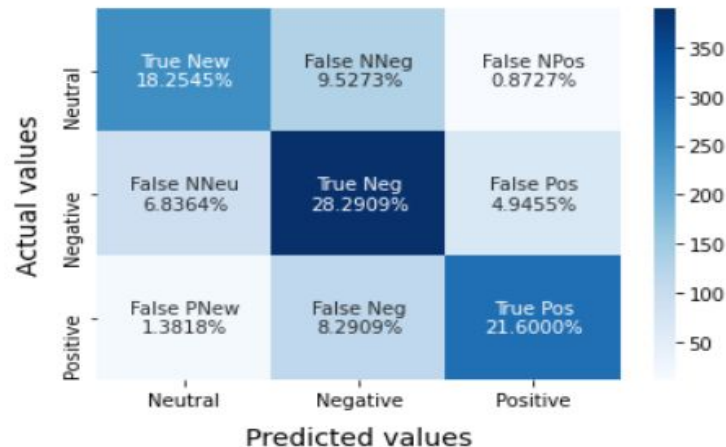 True New
18.2545%
False NNeg
9.5273%
False NPos
0.8727%
False NNeu
6.8364%
True Neg
28.2909%
False Pos
4.9455%
False PNew
1.3818%
False Neg
8.2909%
True Pos
21.6000%
Actual values
Neutral
Negative
Positive
Neutral
Negative
Positive
Predicted values
350
300
250
200
150
100
50